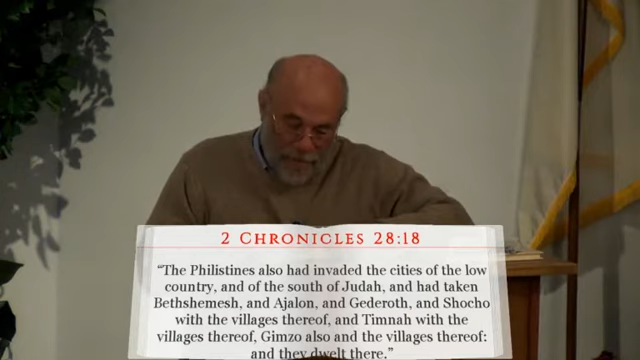 2 Chronicles 28:18
“The Philistines also had invaded the cities of the low
country, and of the south of Judah, and had taken
Bethshemesh, and Ajalon, and Gederoth, and Shocho
with the villages thereof, and Timnah with the
villages thereof, Gimzo also and the villages thereof:
and they dwelt there.”